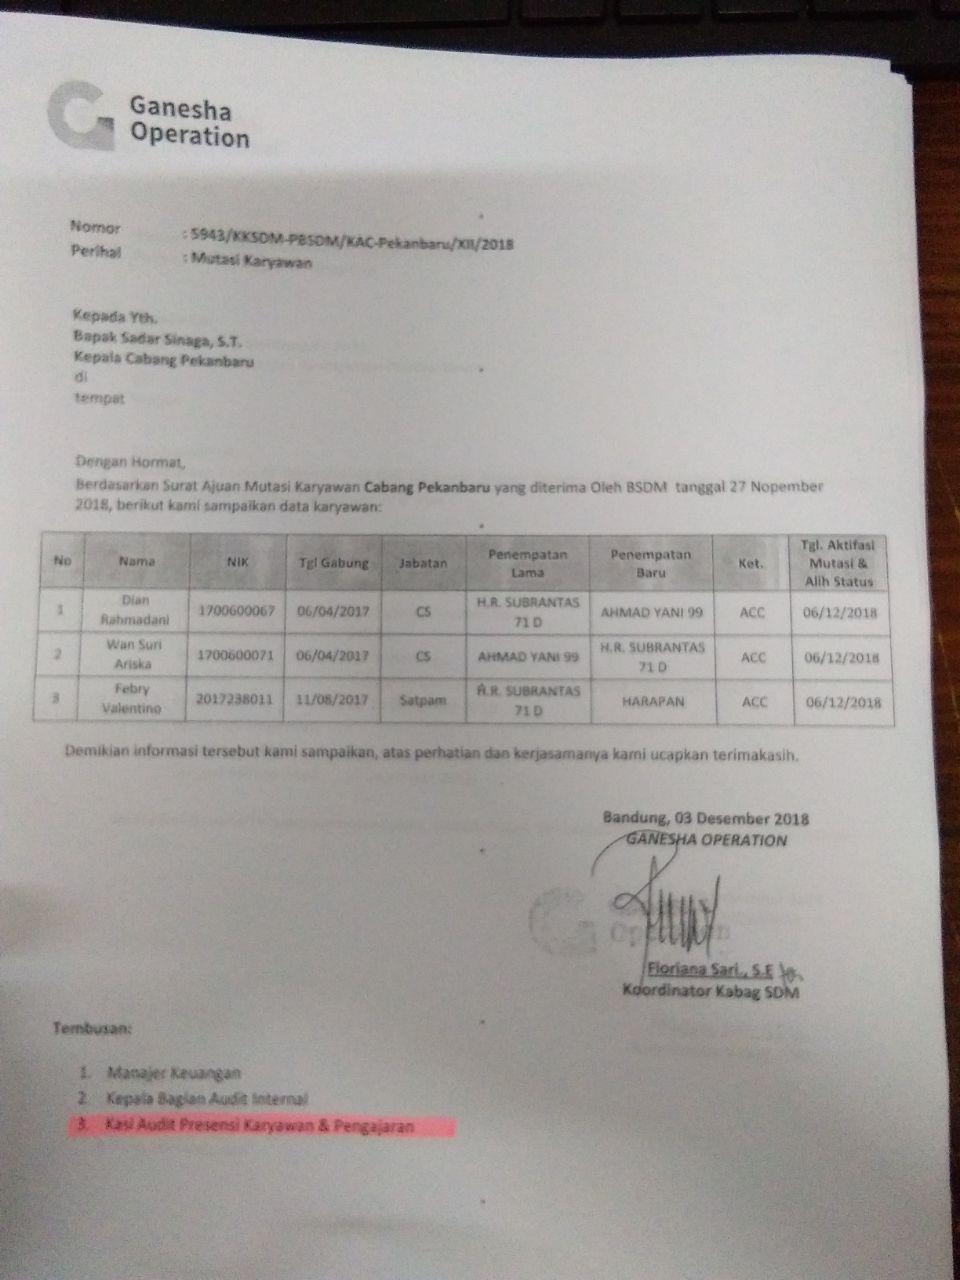 Ganesha
Operation
Nomor : 5943/KKSDM-PBSDM/KAC-Pekanbaru/XII/2018
Perihal : Mutasi Karyawan
Kepada Yth.
Bapak Sadar Sinaga, S.T.
Kepala Cabang Pekanbaru
di
tempat
Dengan Hormat,
Berdasarkan Surat Ajuan Mutasi Karyawan Cabang Pekanbaru yang diterima Oleh BSDM tanggal 27 Nopember
2018, berikut kami sampaikan data karyawan:
No Nama NIK Tgl Gabung Jabatan Penempatan Lama Penempatan Baru Ket. Tgl. Aktifasi Mutasi & Alih Status
1 Dian Rahmadani 1700600067 06/04/2017 CS H.R. SUBRANTAS 71 D AHMAD YANI 99 ACC 06/12/2018
2 Wan Suri Ariska 1700600071 06/04/2017 CS AHMAD YANI 99 H.R. SUBRANTAS 71 D ACC 06/12/2018
3 Febry Valentino 2017238011 11/08/2017 Satpam H.R. SUBRANTAS 71 D HARAPAN ACC 06/12/2018
Demikian informasi tersebut kami sampaikan, atas perhatian dan kerjasamanya kami ucapkan terimakasih.
Bandung, 03 Desember 2018
GANESHA OPERATION
Operation
Floriana Sari., S.E
Koordinator Kabag SDM
Tembusan:
1. Manajer Keuangan
2. Kepala Bagian Audit Internal
3. Kasi Audit Presensi Karyawan & Pengajaran